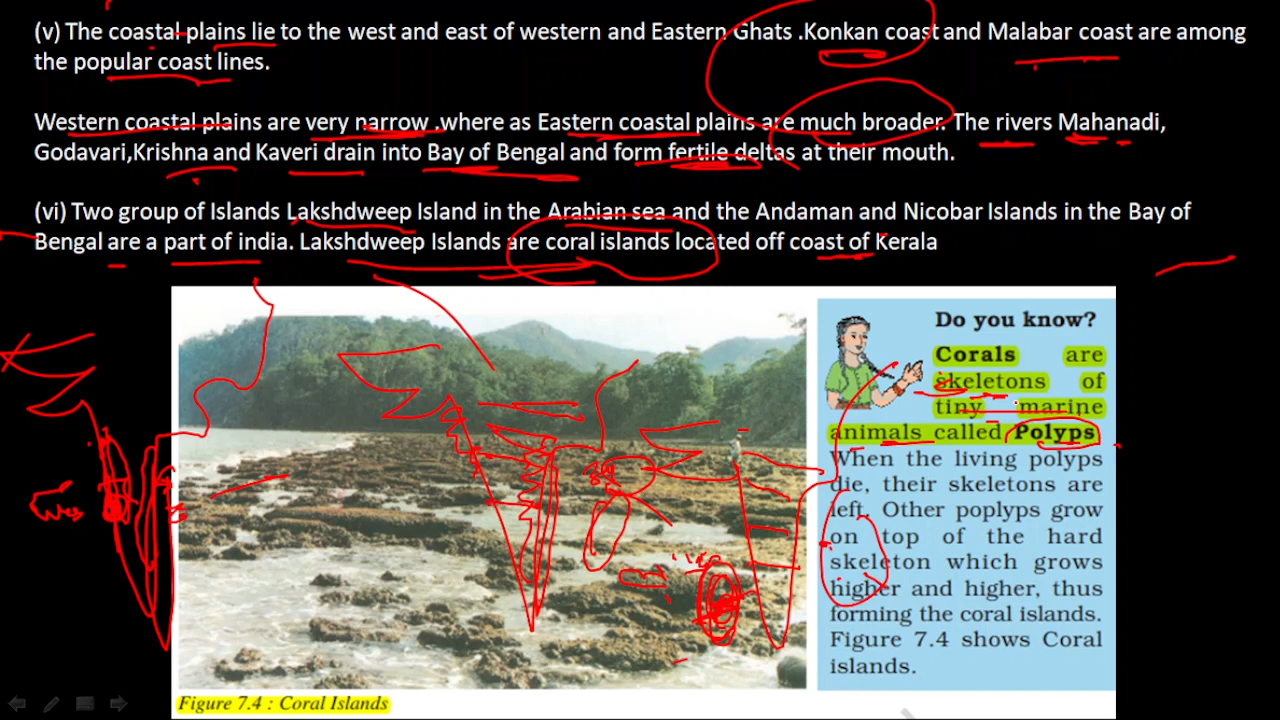 (v) The coastal plains lie to the west and east of western and Eastern Ghats .Konkan coast and Malabar coast are among
the popular coast lines.
Western coastal plains are very narrow ,where as Eastern coastal plains are much broader. The rivers Mahanadi,
Godavari,Krishna and Kaveri drain into Bay of Bengal and form fertile deltas at their mouth.
(vi) Two group of Islands Lakshdweep Island in the Arabian sea and the Andaman and Nicobar Islands in the Bay of
Bengal are a part of india. Lakshdweep Islands are coral islands located off coast of Kerala
Do you know?
Corals are
skeletons of
tiny marine
animals called Polyps
When the living polyps
die, their skeletons are
left. Other poplyps grow
on top of the hard
skeleton which grows
higher and higher, thus
forming the coral islands.
Figure 7.4 shows Coral
islands.
Figure 7.4 : Coral Islands